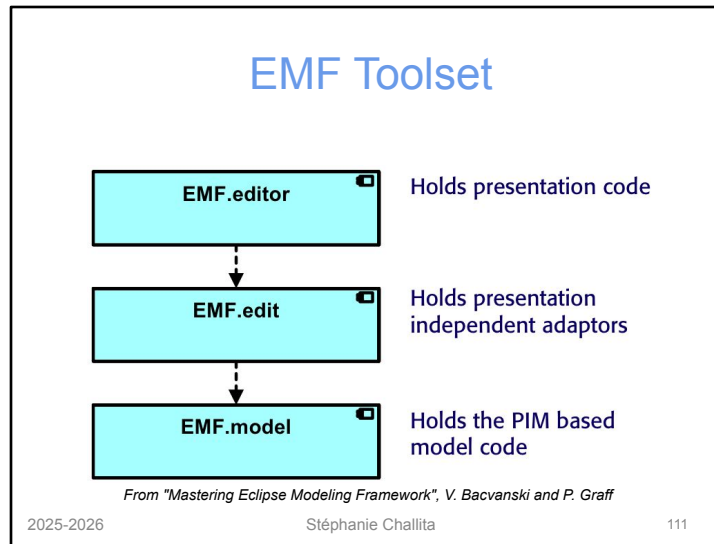 EMF Toolset
EMF.editor
Holds presentation code
EMF.edit
Holds presentation
independent adaptors
EMF.model
Holds the PIM based
model code
From "Mastering Eclipse Modeling Framework", V. Bacvanski and P. Graff
2025-2026
Stéphanie Challita
111